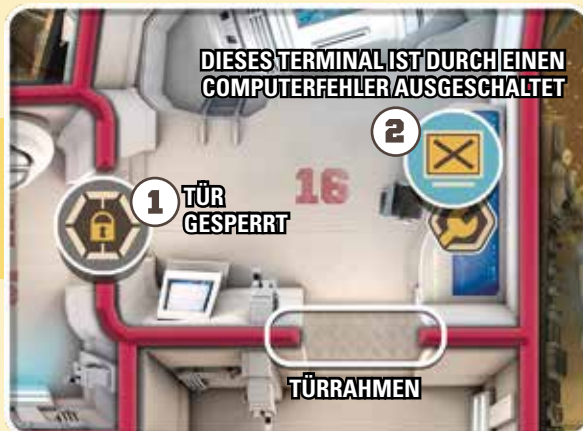 DIESES TERMINAL IST DURCH EINEN
COMPUTERFEHLER AUSGESCHALTET
2
1
TÜR
GESPERRT
16
TÜRRAHMEN